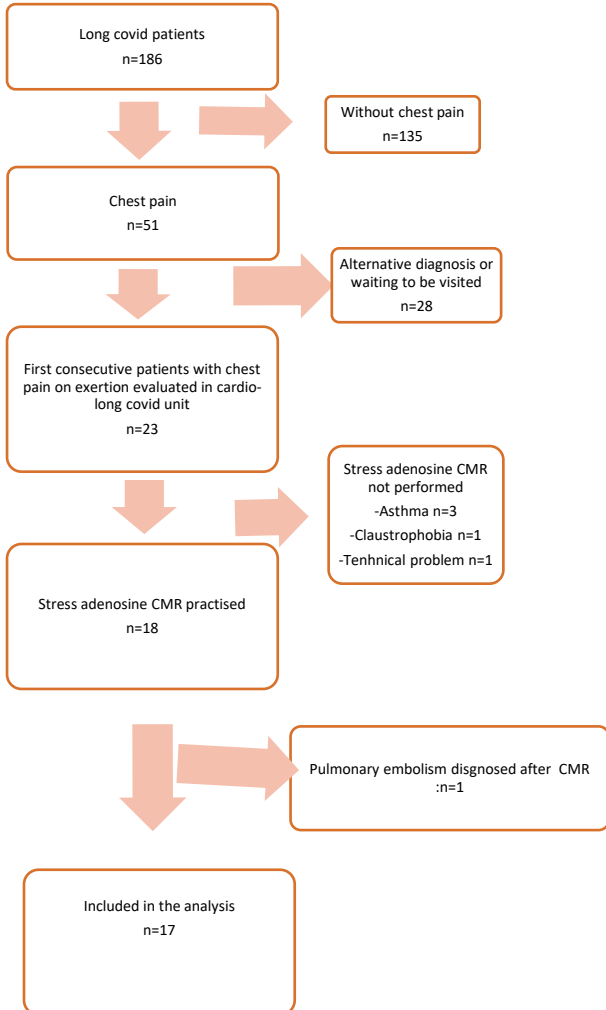 Long covid patients
n=186
Without chest pain
n=135
Chest pain
n=51
Alternative diagnosis or
waiting to be visited
n=28
First consecutive patients with chest
pain on exertion evaluated in cardio-
long covid unit
n=23
Stress adenosine CMR
not performed
-Asthma n=3
-Claustrophobia n=1
-Tenhnical problem n=1
Stress adenosine CMR practised
n=18
Pulmonary embolism disgnosed after CMR
:n=1
Included in the analysis
n=17